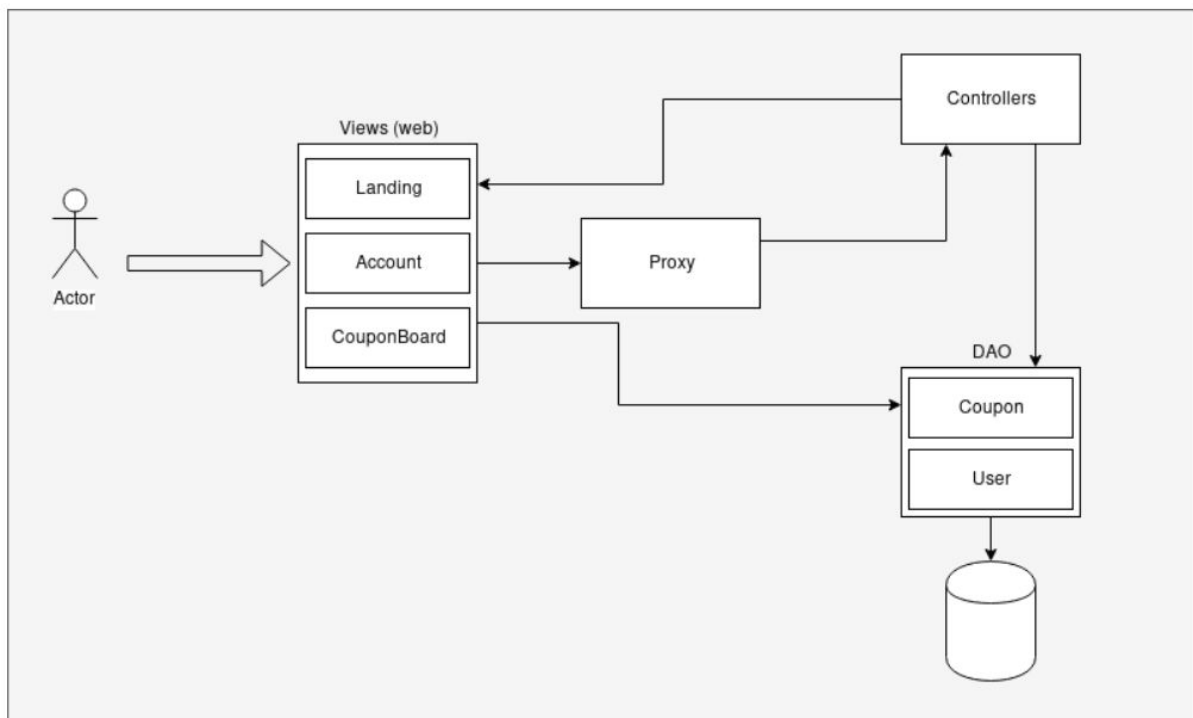 Controllers
Views (web)
Landing
Account
Proxy
Actor
CouponBoard
DAO
Coupon
User